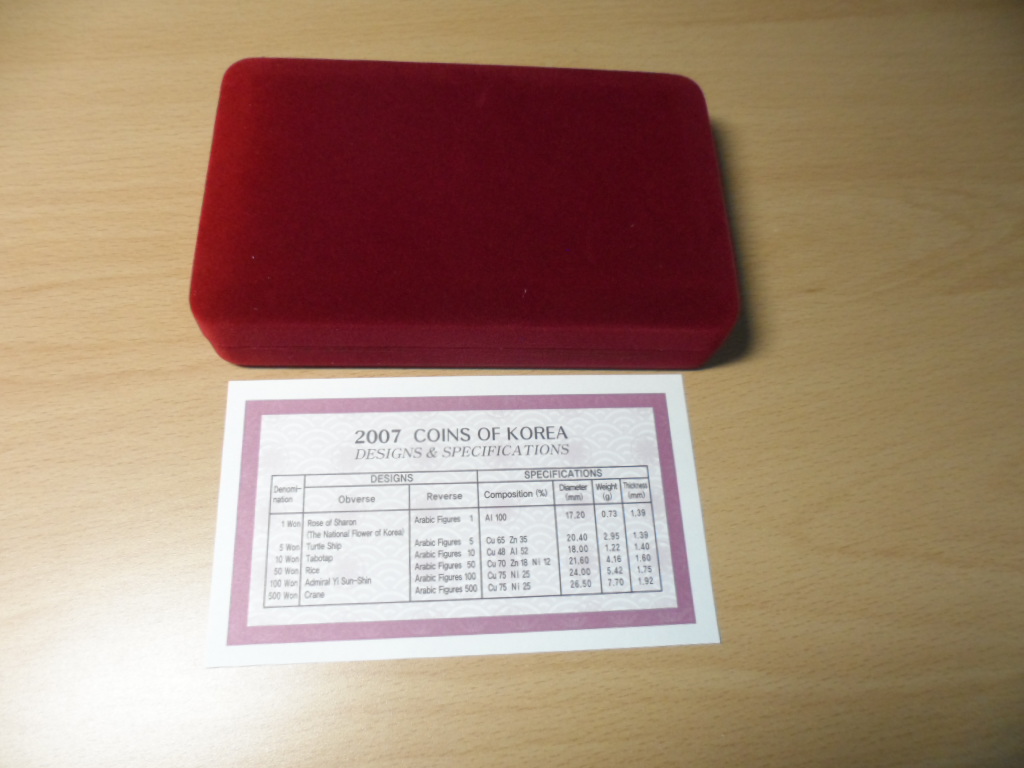 2007 COINS OF KOREA
DESIGNS & SPECIFICATIONS
DESIGNS SPECIFICATIONS
Denomi-nation Obverse Reverse Composition (%) Diameter (mm) Weight (g) Thickness (mm)
1 Won Rose of Sharon Arabic Figures 1 Al 100 17.20 0.73 1.39
(The National Flower of Korea)
5 Won Turtle Ship Arabic Figures 5 Cu 65 Zn 35 20.40 2.95 1.39
10 Won Tabotap Arabic Figures 10 Cu 48 Al 52 18.00 1.22 1.40
50 Won Rice Arabic Figures 50 Cu 70 Zn 18 Ni 12 21.60 4.16 1.60
100 Won Admiral Yi Sun-Shin Arabic Figures 100 Cu 75 Ni 25 24.00 5.42 1.75
500 Won Crane Arabic Figures 500 Cu 75 Ni 25 26.50 7.70 1.92